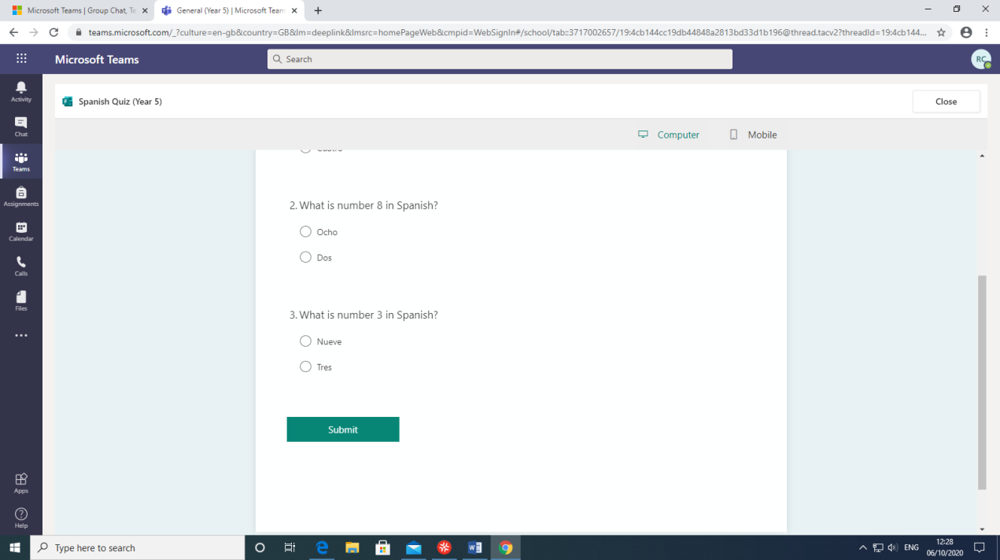 Microsoft Teams | Group Chat, Te
General (Year 5) | Microsoft Team
teams.microsoft.com/_?culture=en-gb&country=GB&lm=deeplink&lmsrc=homePageWeb&cmpid=WebSignIn#/school/tab::3717002657/19:4cb144cc19db44848a2813bd33d1b196@thread.tacv2?threadId=19:4cb144...
Microsoft Teams
Search
RC
Activity
Chat
Teams
Assignments
Calendar
Calls
Files
Apps
Help
Spanish Quiz (Year 5)
Close
Computer
Mobile
2. What is number 8 in Spanish?
Ocho
Dos
3. What is number 3 in Spanish?
Nueve
Tres
Submit
Type here to search
ENG
12:28
06/10/2020